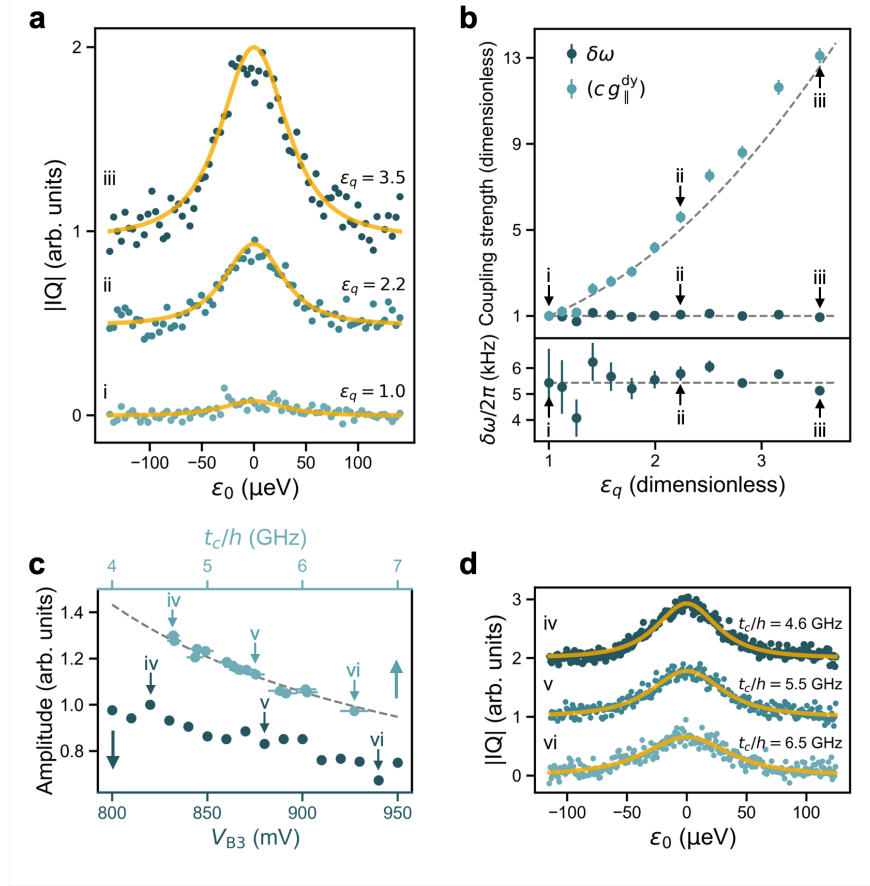 a
|IQ| (arb. units)
2
1
0
iii
ε_q = 3.5
ii
ε_q = 2.2
i
ε_q = 1.0
−100 −50 0 50 100
ε₀ (μeV)
b
Coupling strength (dimensionless)
13
9
5
1
δω
(c g_∥^dy)
iii
ii
i
ii
iii
δω/2π (kHz)
6
5
4
i
ii
iii
1 2 3
ε_q (dimensionless)
c
t_c/h (GHz)
4 5 6 7
Amplitude (arb. units)
1.4
1.2
1.0
0.8
iv
v
vi
iv
v
vi
800 850 900 950
V_B3 (mV)
d
|IQ| (arb. units)
3
2
1
0
iv
t_c/h = 4.6 GHz
v
t_c/h = 5.5 GHz
vi
t_c/h = 6.5 GHz
−100 −50 0 50 100
ε₀ (μeV)